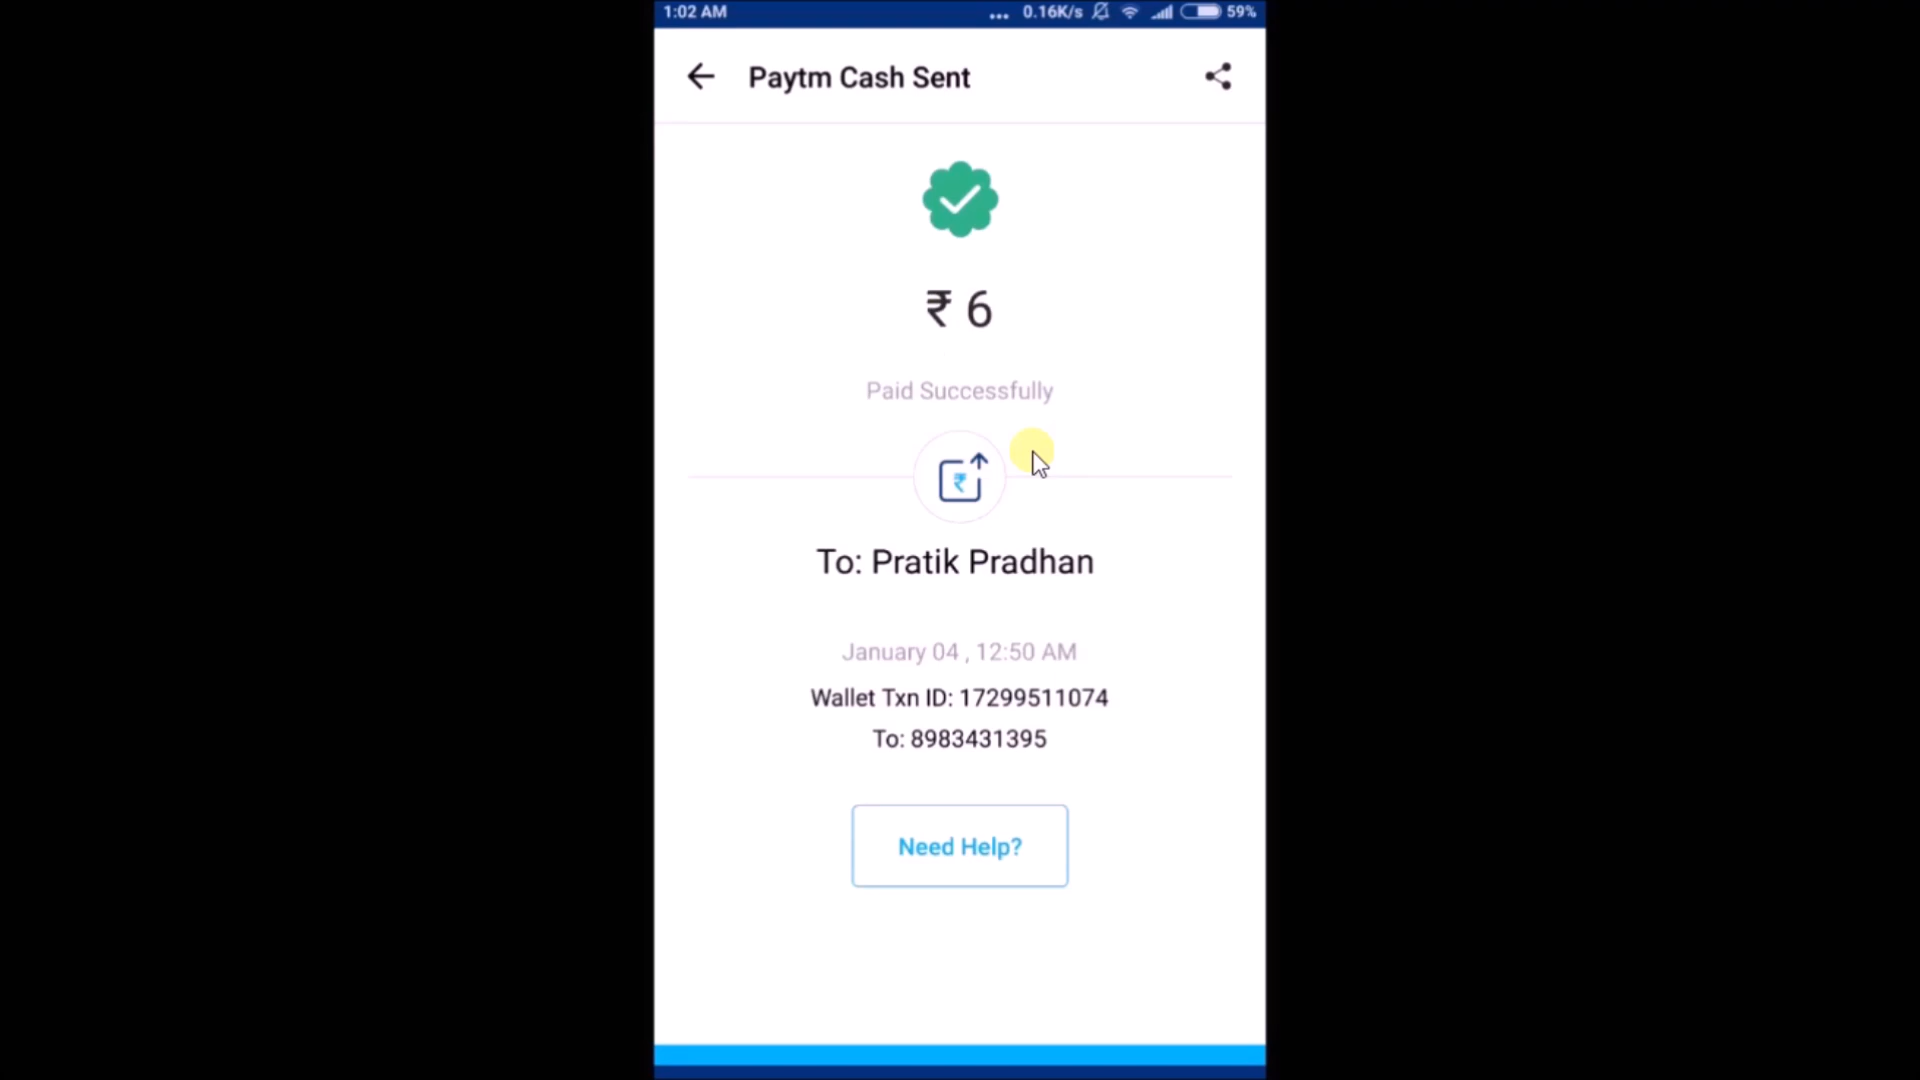 1:02 AM ... 0.16K/s 59%
Paytm Cash Sent
₹ 6
Paid Successfully
₹
To: Pratik Pradhan
January 04 , 12:50 AM
Wallet Txn ID: 17299511074
To: 8983431395
Need Help?